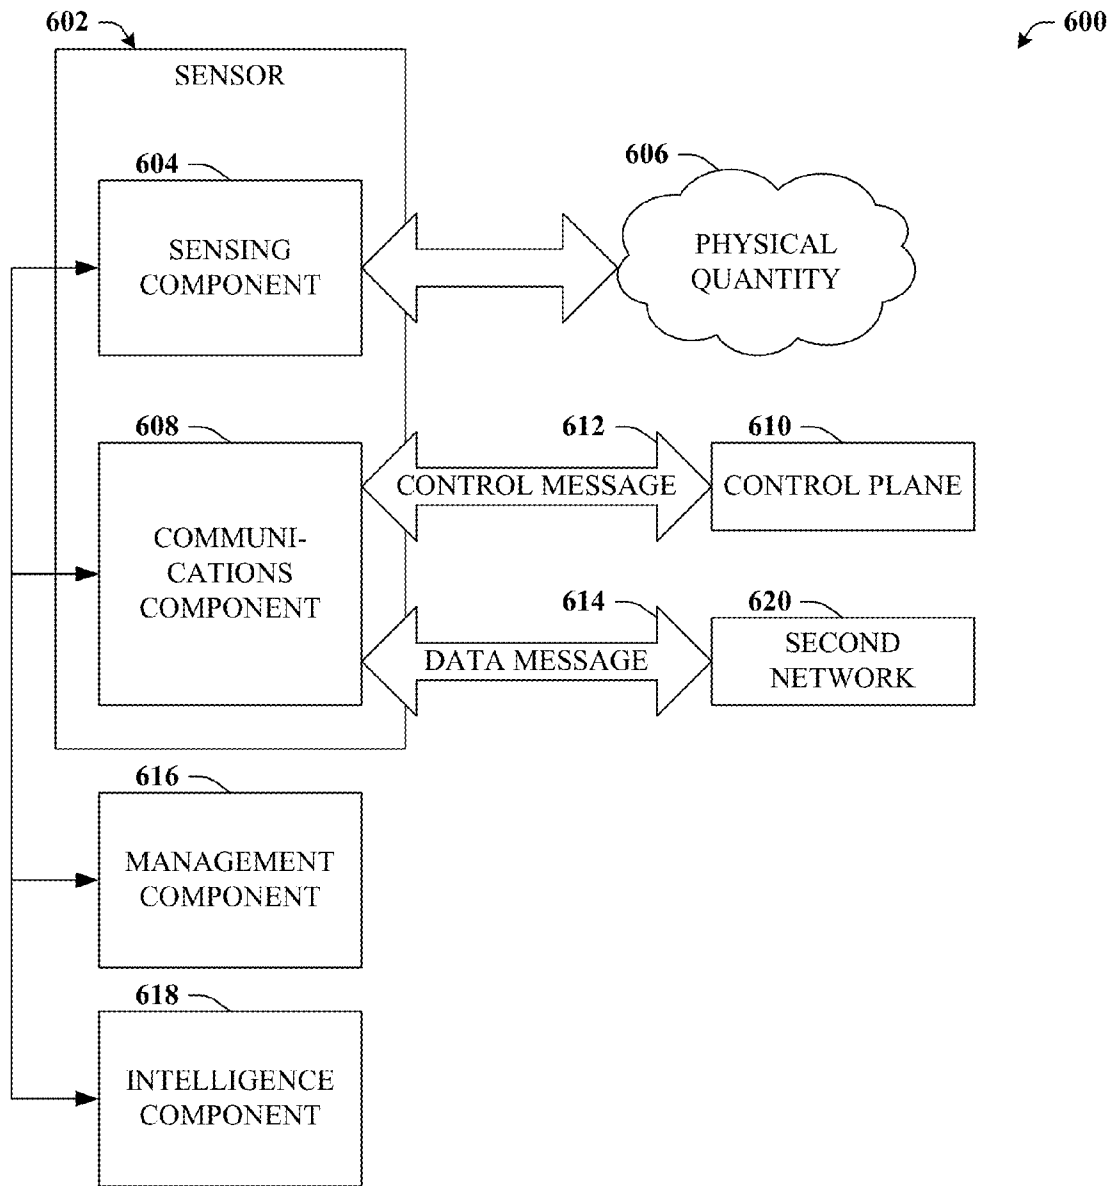 602
600
SENSOR
604
606
SENSING
COMPONENT
PHYSICAL
QUANTITY
608
612
610
CONTROL MESSAGE
CONTROL PLANE
COMMUNI-
CATIONS
COMPONENT
614
620
DATA MESSAGE
SECOND
NETWORK
616
MANAGEMENT
COMPONENT
618
INTELLIGENCE
COMPONENT